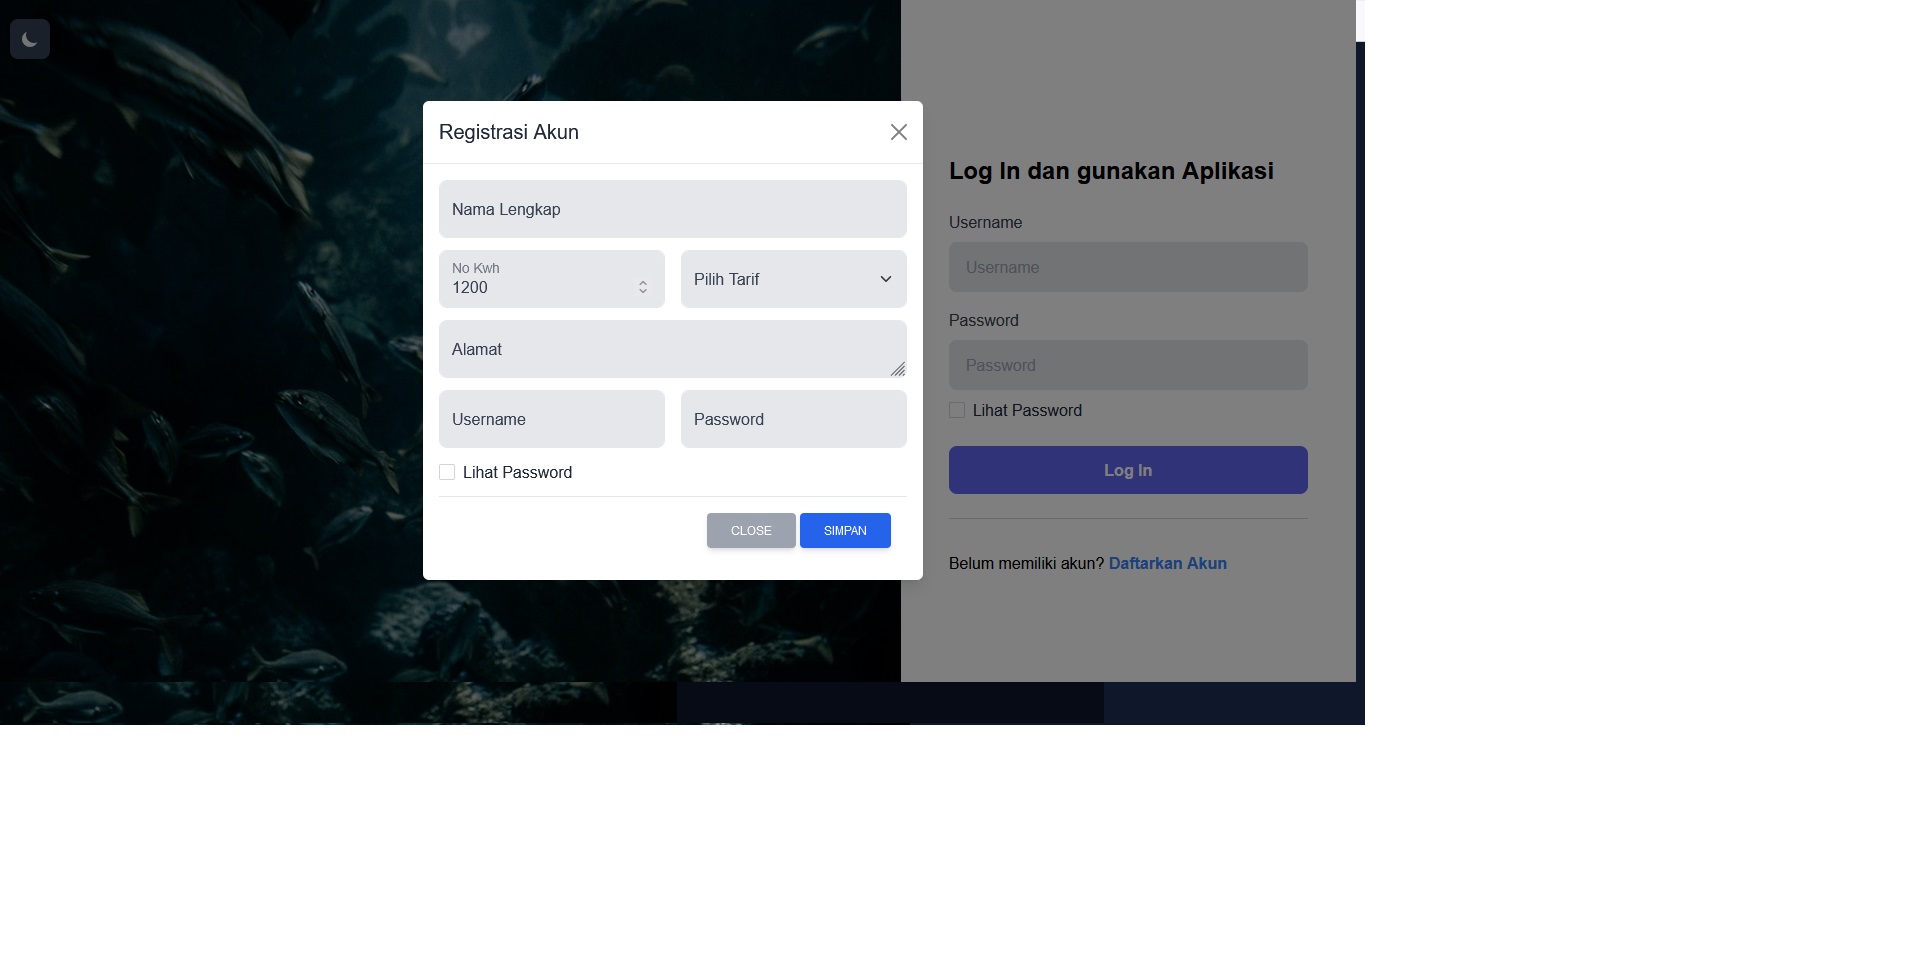 Registrasi Akun
Nama Lengkap
No Kwh
1200
Pilih Tarif
Alamat
Username
Password
Lihat Password
CLOSE
SIMPAN
Log In dan gunakan Aplikasi
Username
Username
Password
Password
Lihat Password
Log In
Belum memiliki akun? Daftarkan Akun